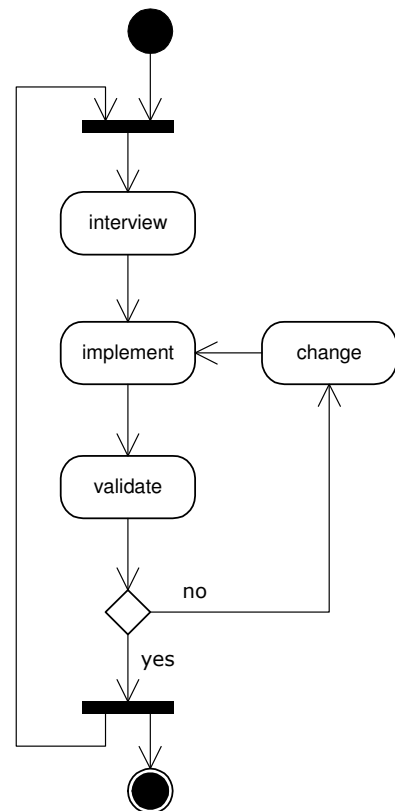 interview
implement
change
validate
no
yes